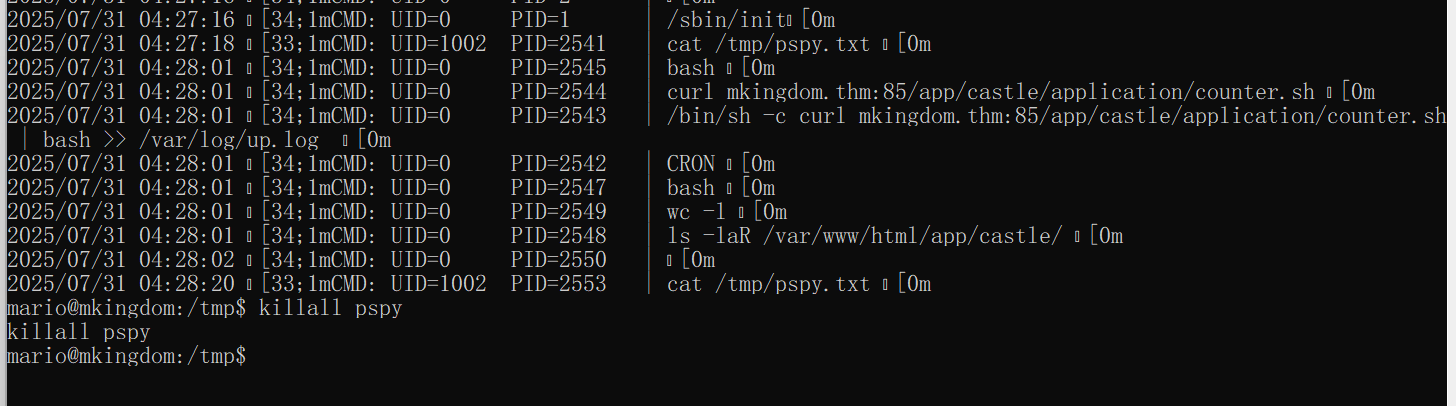 2025/07/31 04:27:16 [34;1mCMD: UID=0 PID=1 | /sbin/init[0m
2025/07/31 04:27:18 [33;1mCMD: UID=1002 PID=2541 | cat /tmp/pspy.txt [0m
2025/07/31 04:28:01 [34;1mCMD: UID=0 PID=2545 | bash [0m
2025/07/31 04:28:01 [34;1mCMD: UID=0 PID=2544 | curl mkingdom.thm:85/app/castle/application/counter.sh [0m
2025/07/31 04:28:01 [34;1mCMD: UID=0 PID=2543 | /bin/sh -c curl mkingdom.thm:85/app/castle/application/counter.sh
| bash >> /var/log/up.log [0m
2025/07/31 04:28:01 [34;1mCMD: UID=0 PID=2542 | CRON [0m
2025/07/31 04:28:01 [34;1mCMD: UID=0 PID=2547 | bash [0m
2025/07/31 04:28:01 [34;1mCMD: UID=0 PID=2549 | wc -l [0m
2025/07/31 04:28:01 [34;1mCMD: UID=0 PID=2548 | ls -laR /var/www/html/app/castle/ [0m
2025/07/31 04:28:02 [34;1mCMD: UID=0 PID=2550 | [0m
2025/07/31 04:28:20 [33;1mCMD: UID=1002 PID=2553 | cat /tmp/pspy.txt [0m
mario@mkingdom:/tmp$ killall pspy
killall pspy
mario@mkingdom:/tmp$